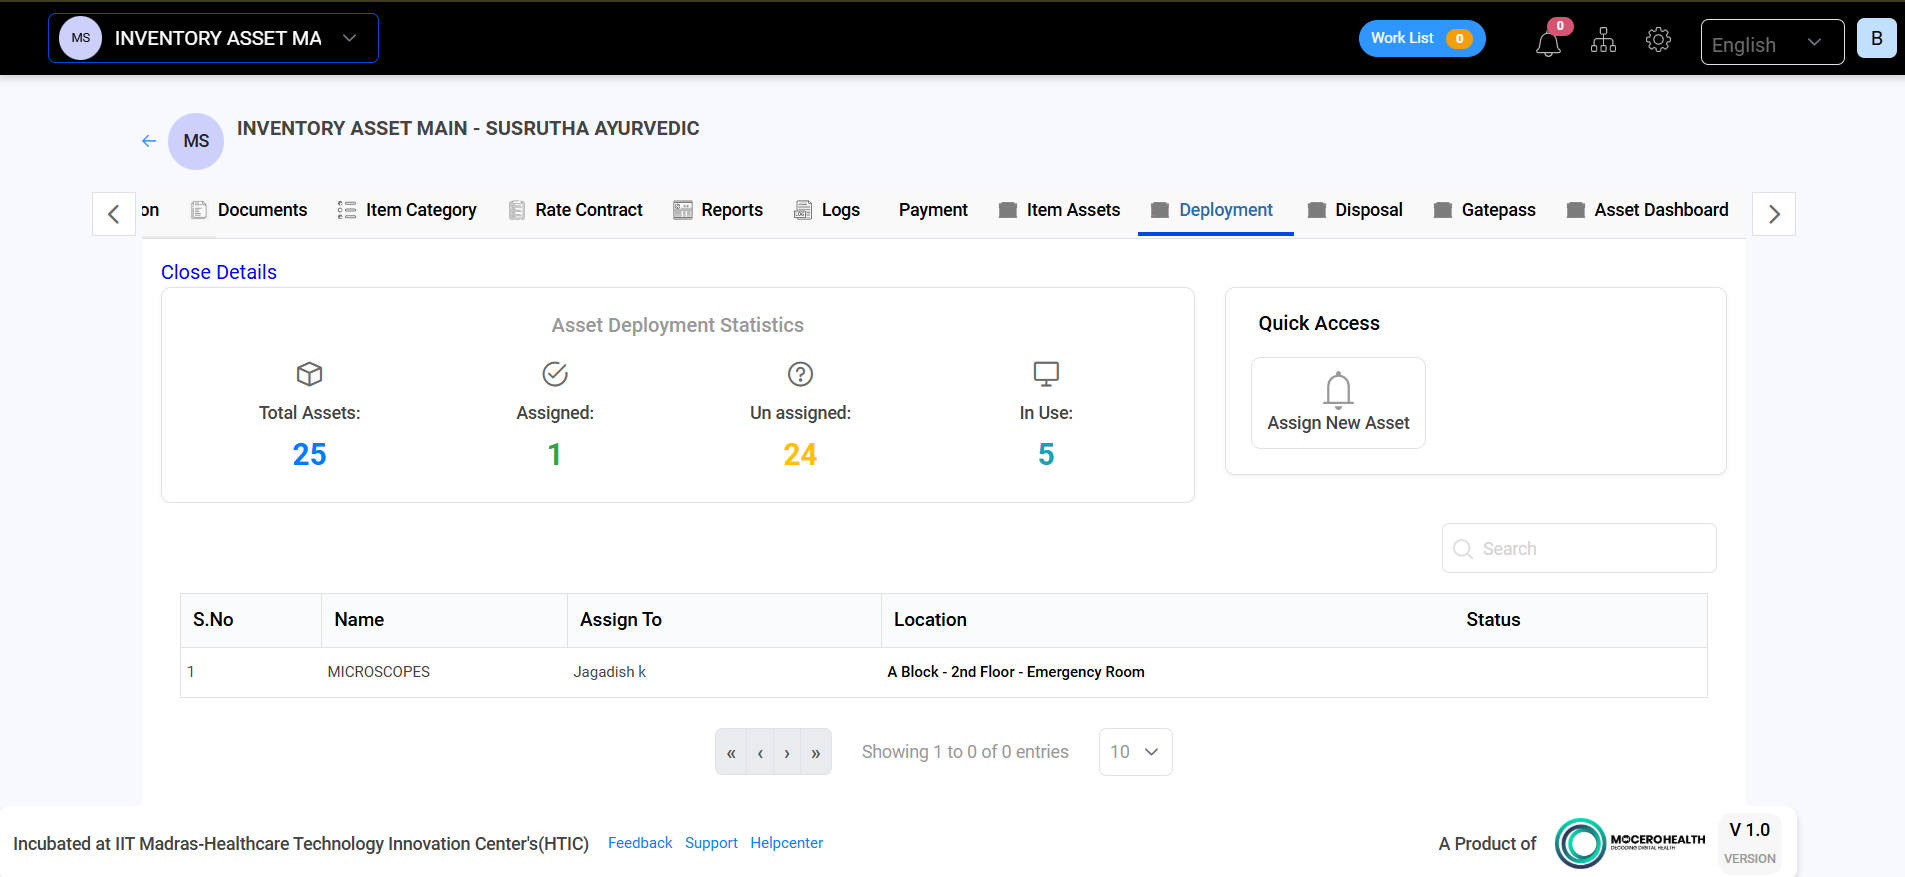 MS INVENTORY ASSET MA
Work List 0
0
English
B
MS
INVENTORY ASSET MAIN - SUSRUTHA AYURVEDIC
on Documents Item Category Rate Contract Reports Logs Payment Item Assets Deployment Disposal Gatepass Asset Dashboard
Close Details
Asset Deployment Statistics
Total Assets: Assigned: Un assigned: In Use:
25 1 24 5
Quick Access
Assign New Asset
Search
S.No Name Assign To Location Status
1 MICROSCOPES Jagadish k A Block - 2nd Floor - Emergency Room
« ‹ › » Showing 1 to 0 of 0 entries 10
Incubated at IIT Madras-Healthcare Technology Innovation Center's(HTIC) Feedback Support Helpcenter
A Product of
MOCEROHEALTH
DECODING DIGITAL HEALTH
V 1.0
VERSION